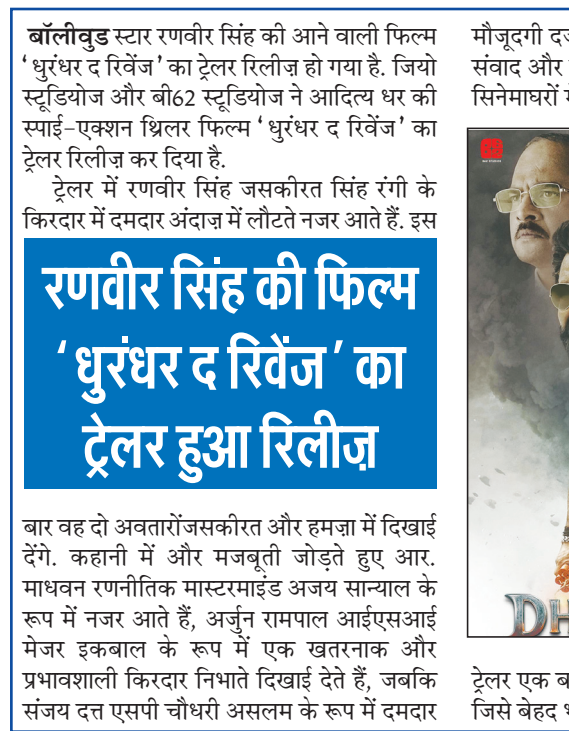 बॉलीवुड स्टार रणवीर सिंह की आने वाली फिल्म
‘धुरंधर द रिवेंज’ का ट्रेलर रिलीज़ हो गया है. जियो
स्टूडियोज और बी62 स्टूडियोज ने आदित्य धर की
स्पाई-एक्शन थ्रिलर फिल्म ‘धुरंधर द रिवेंज’ का
ट्रेलर रिलीज़ कर दिया है.
ट्रेलर में रणवीर सिंह जसकीरत सिंह रंगी के
किरदार में दमदार अंदाज़ में लौटते नजर आते हैं. इस
रणवीर सिंह की फिल्म
‘धुरंधर द रिवेंज’ का
ट्रेलर हुआ रिलीज़
बार वह दो अवतारोंजसकीरत और हमज़ा में दिखाई
देंगे. कहानी में और मजबूती जोड़ते हुए आर.
माधवन रणनीतिक मास्टरमाइंड अजय सान्याल के
रूप में नजर आते हैं, अर्जुन रामपाल आईएसआई
मेजर इकबाल के रूप में एक खतरनाक और
प्रभावशाली किरदार निभाते दिखाई देते हैं, जबकि
संजय दत्त एसपी चौधरी असलम के रूप में दमदार
मौजूदगी
संवाद और
सिनेमाघरों
DH
ट्रेलर एक
जिसे बेहद